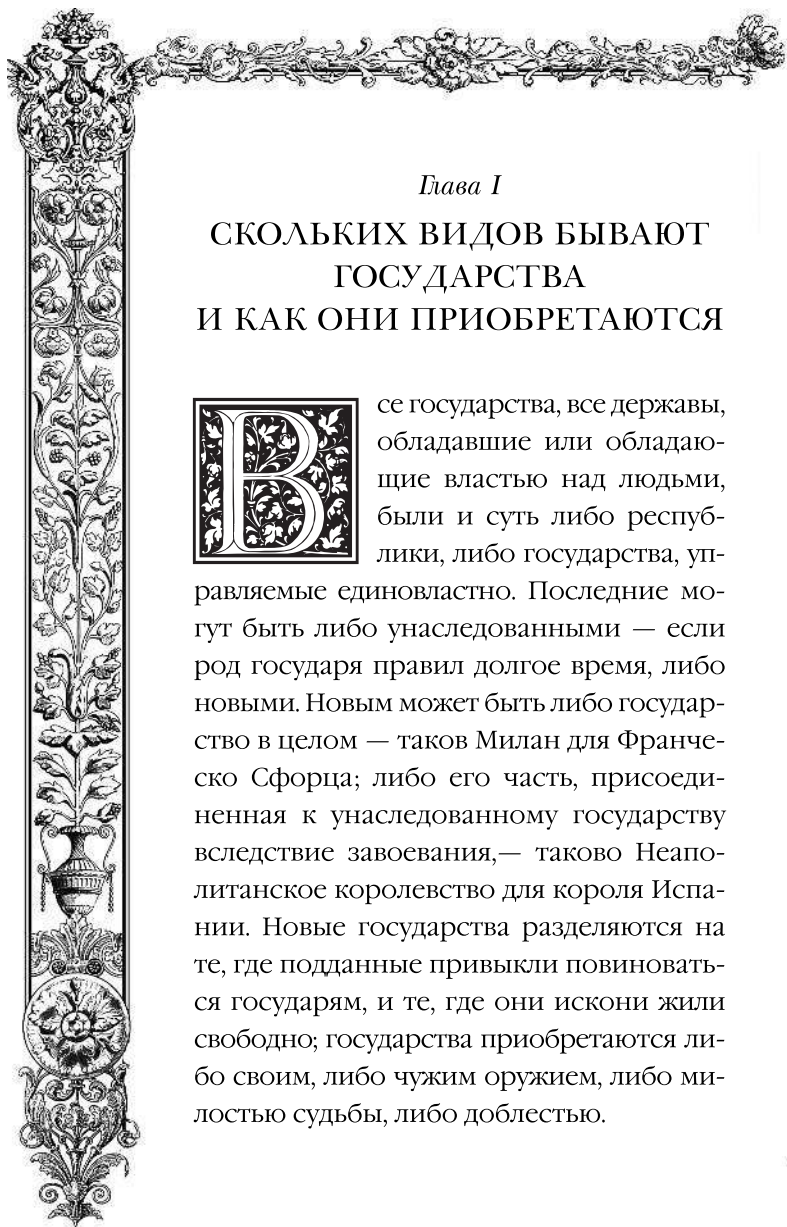 Глава I
СКОЛЬКИХ ВИДОВ БЫВАЮТ
ГОСУДАРСТВА
И КАК ОНИ ПРИОБРЕТАЮТСЯ
Все государства, все державы,
обладавшие или обладаю-
щие властью над людьми,
были и суть либо респуб-
лики, либо государства, уп-
равляемые единовластно. Последние мо-
гут быть либо унаследованными — если
род государя правил долгое время, либо
новыми. Новым может быть либо государ-
ство в целом — таков Милан для Франче-
ско Сфорца; либо его часть, присоеди-
ненная к унаследованному государству
вследствие завоевания,— таково Неапо-
литанское королевство для короля Испа-
нии. Новые государства разделяются на
те, где подданные привыкли повиновать-
ся государям, и те, где они искони жили
свободно; государства приобретаются ли-
бо своим, либо чужим оружием, либо ми-
лостью судьбы, либо доблестью.